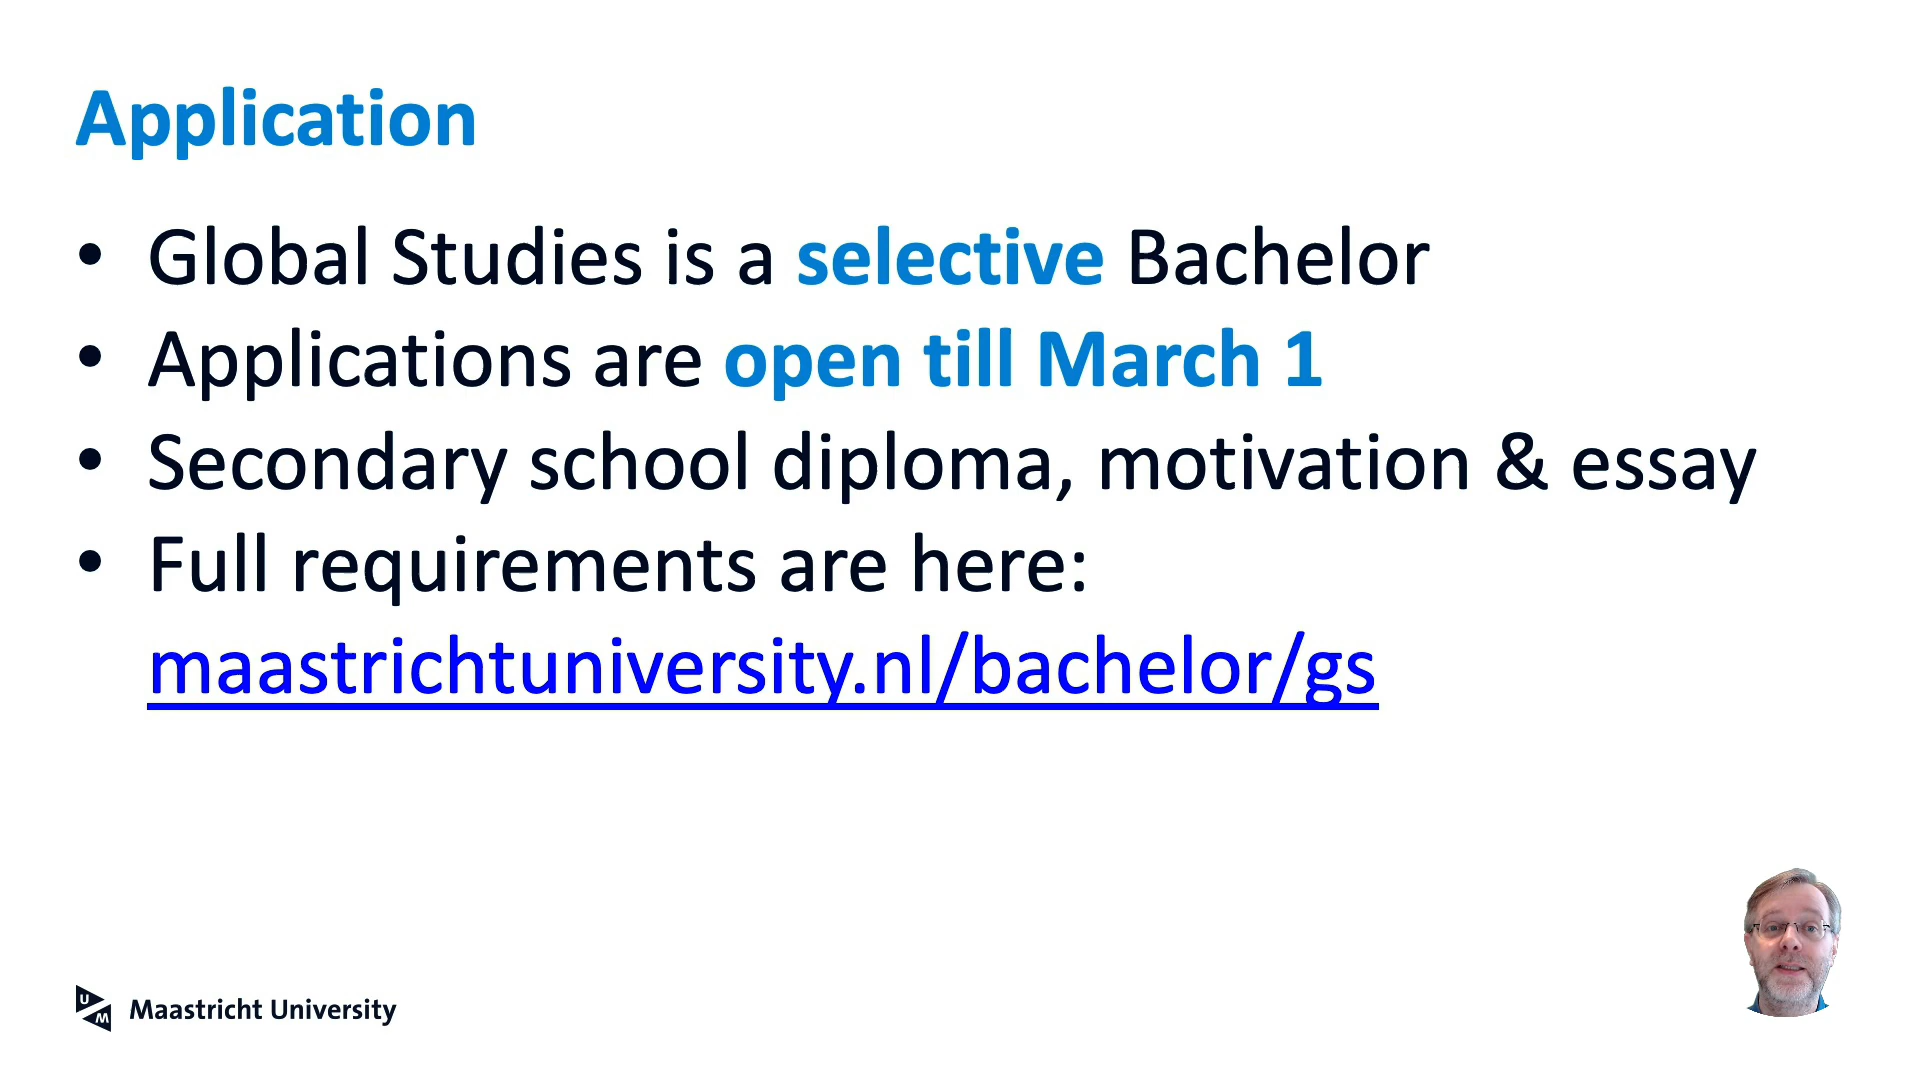 Application
• Global Studies is a selective Bachelor
• Applications are open till March 1
• Secondary school diploma, motivation & essay
• Full requirements are here:
maastrichtuniversity.nl/bachelor/gs
UM Maastricht University